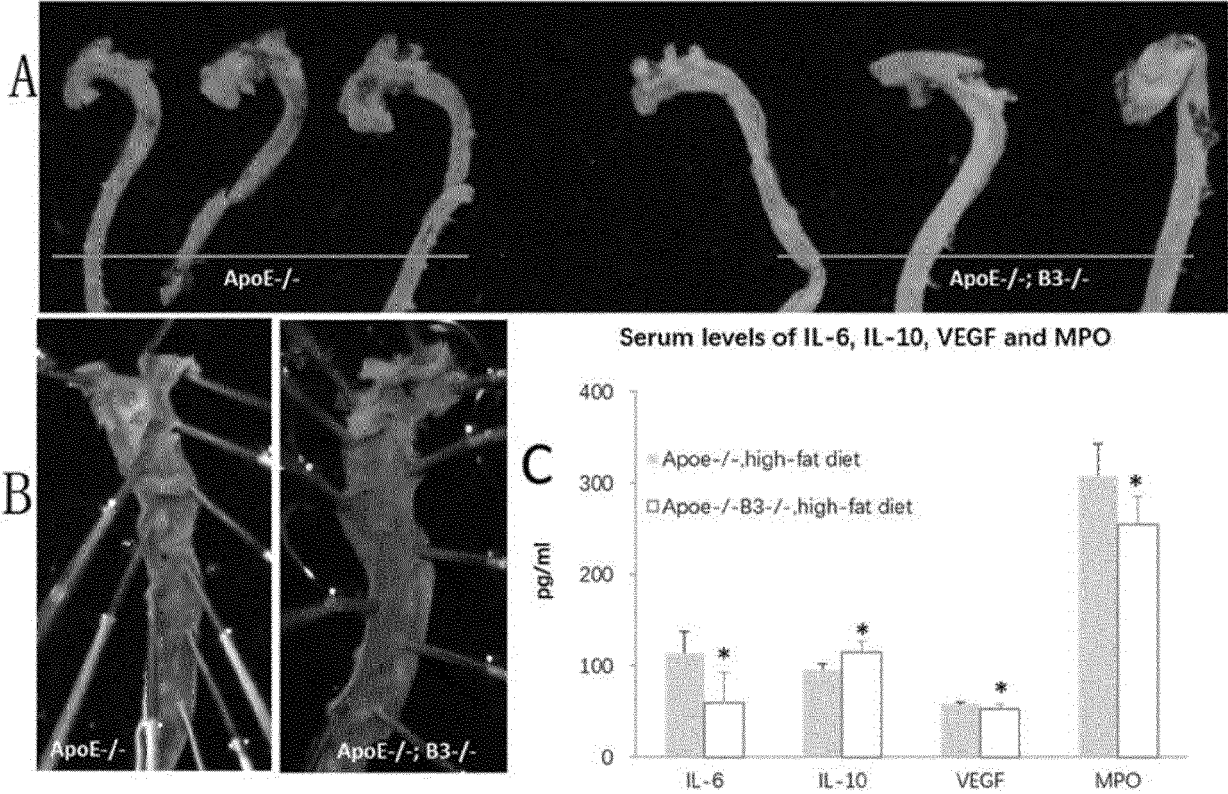 A
ApoE-/-
ApoE-/-; B3-/-
B
ApoE-/-
ApoE-/-; B3-/-
C
Serum levels of IL-6, IL-10, VEGF and MPO
Apoe-/-,high-fat diet
Apoe-/-B3-/-,high-fat diet
pg/ml
400
300
200
100
0
*
*
*
*
IL-6
IL-10
VEGF
MPO